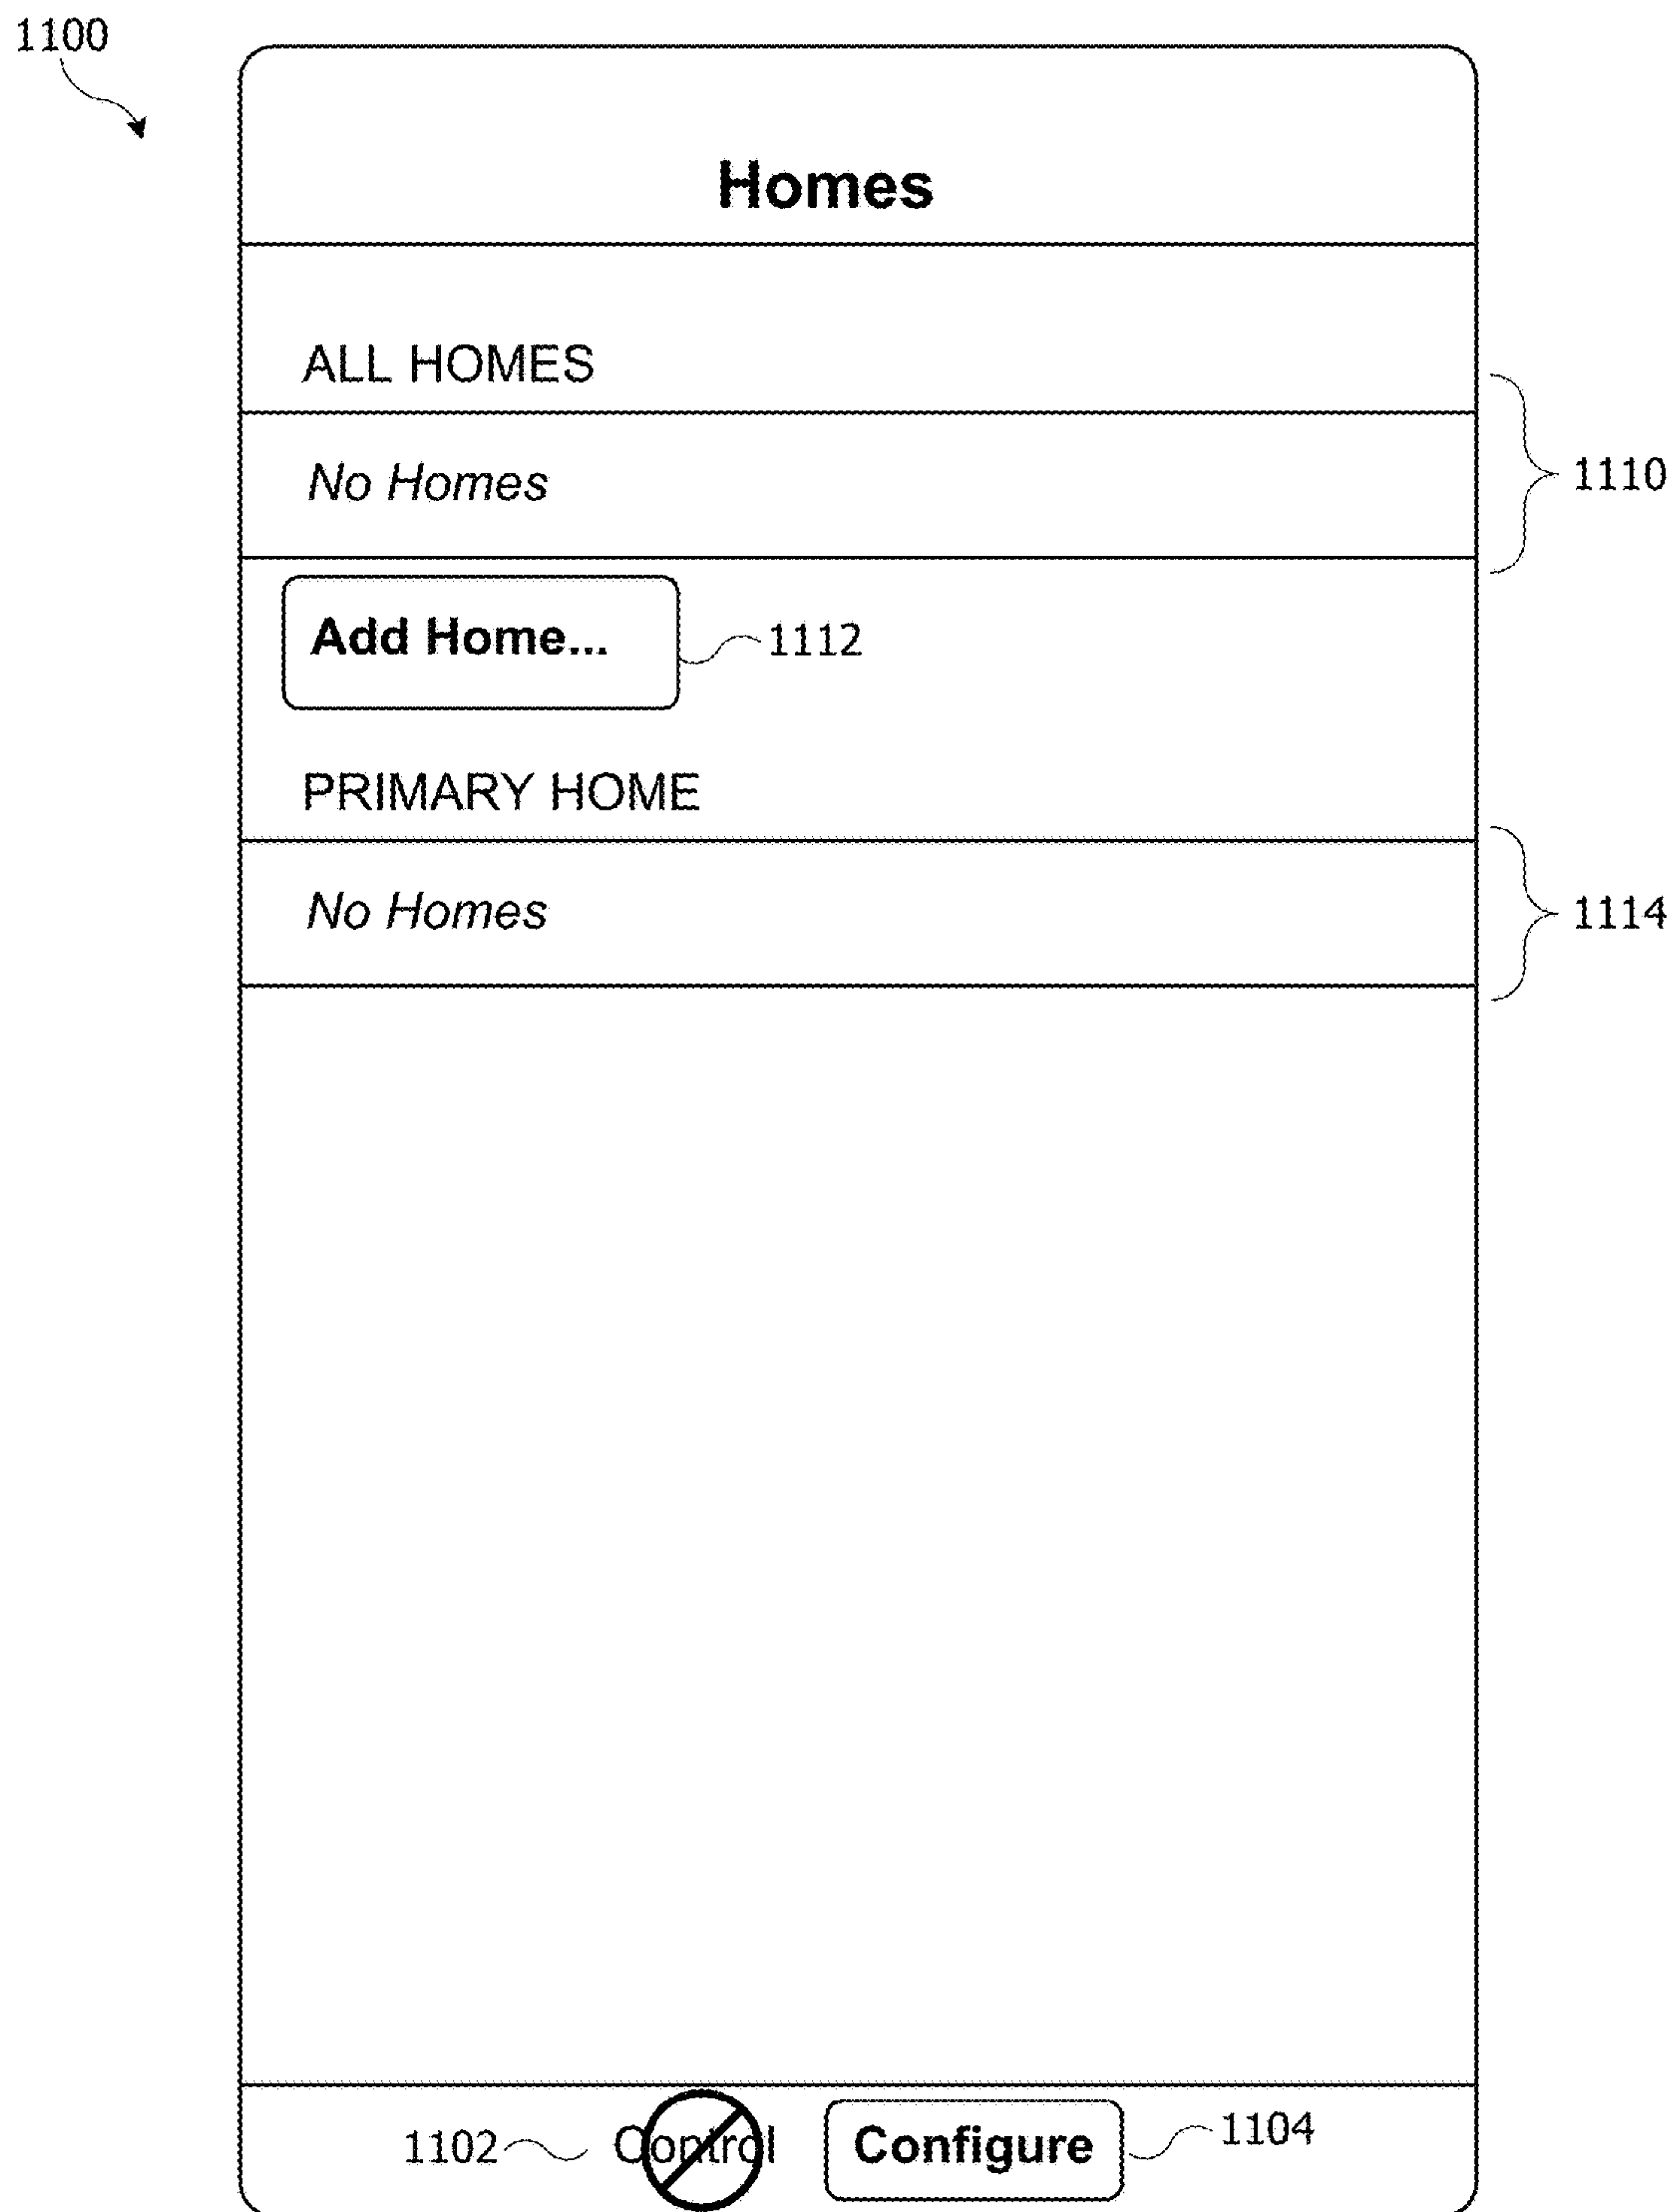 1100
Homes
ALL HOMES
1110
No Homes
Add Home...
1112
PRIMARY HOME
No Homes
1114
1102
Control
Configure
1104